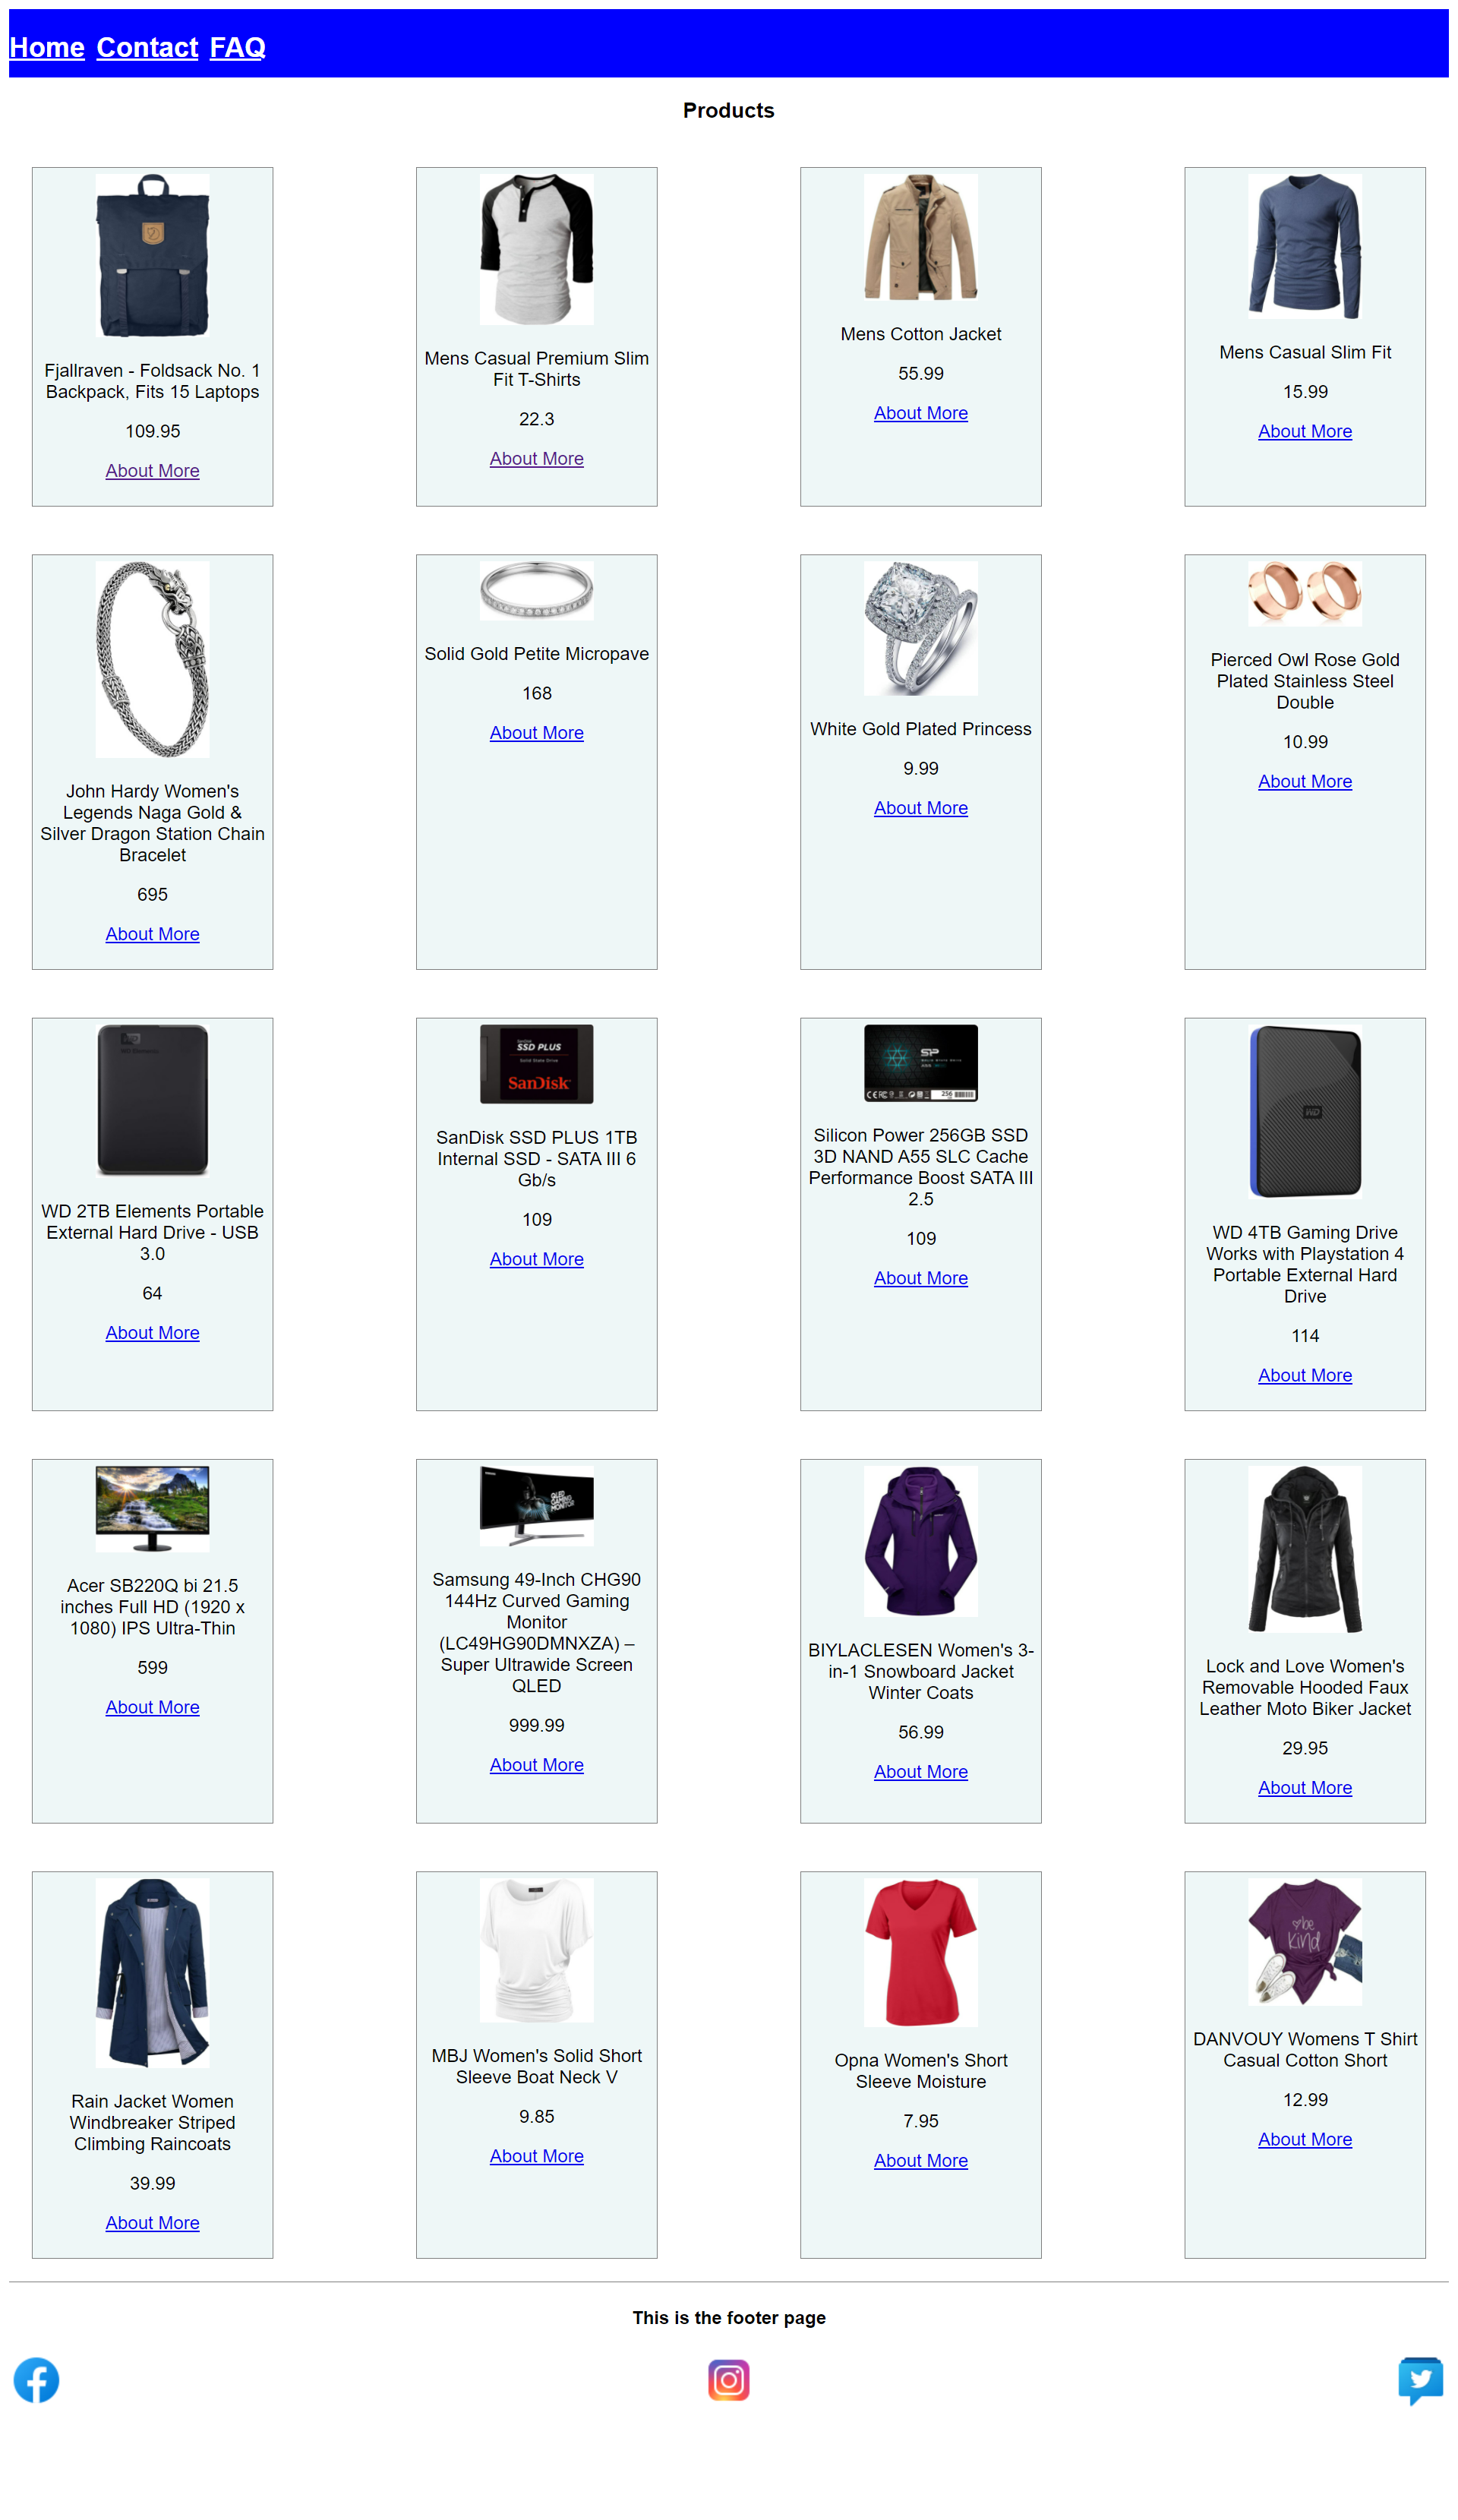 Home Contact FAQ
Products
Fjallraven - Foldsack No. 1
Backpack, Fits 15 Laptops
109.95
About More
Mens Casual Premium Slim
Fit T-Shirts
22.3
About More
Mens Cotton Jacket
55.99
About More
Mens Casual Slim Fit
15.99
About More
John Hardy Women's
Legends Naga Gold &
Silver Dragon Station Chain
Bracelet
695
About More
Solid Gold Petite Micropave
168
About More
White Gold Plated Princess
9.99
About More
Pierced Owl Rose Gold
Plated Stainless Steel
Double
10.99
About More
WD
WD Elements
WD 2TB Elements Portable
External Hard Drive - USB
3.0
64
About More
SanDisk
SSD PLUS
Solid State Drive
SanDisk
SanDisk SSD PLUS 1TB
Internal SSD - SATA III 6
Gb/s
109
About More
SP
A55
256
Silicon Power 256GB SSD
3D NAND A55 SLC Cache
Performance Boost SATA III
2.5
109
About More
WD
WD 4TB Gaming Drive
Works with Playstation 4
Portable External Hard
Drive
114
About More
Acer SB220Q bi 21.5
inches Full HD (1920 x
1080) IPS Ultra-Thin
599
About More
QLED
GAMING
MONITOR
Samsung 49-Inch CHG90
144Hz Curved Gaming
Monitor
(LC49HG90DMNXZA) –
Super Ultrawide Screen
QLED
999.99
About More
BIYLACLESEN Women's 3-
in-1 Snowboard Jacket
Winter Coats
56.99
About More
Lock and Love Women's
Removable Hooded Faux
Leather Moto Biker Jacket
29.95
About More
Rain Jacket Women
Windbreaker Striped
Climbing Raincoats
39.99
About More
MBJ Women's Solid Short
Sleeve Boat Neck V
9.85
About More
Opna Women's Short
Sleeve Moisture
7.95
About More
be
Kind
DANVOUY Womens T Shirt
Casual Cotton Short
12.99
About More
This is the footer page